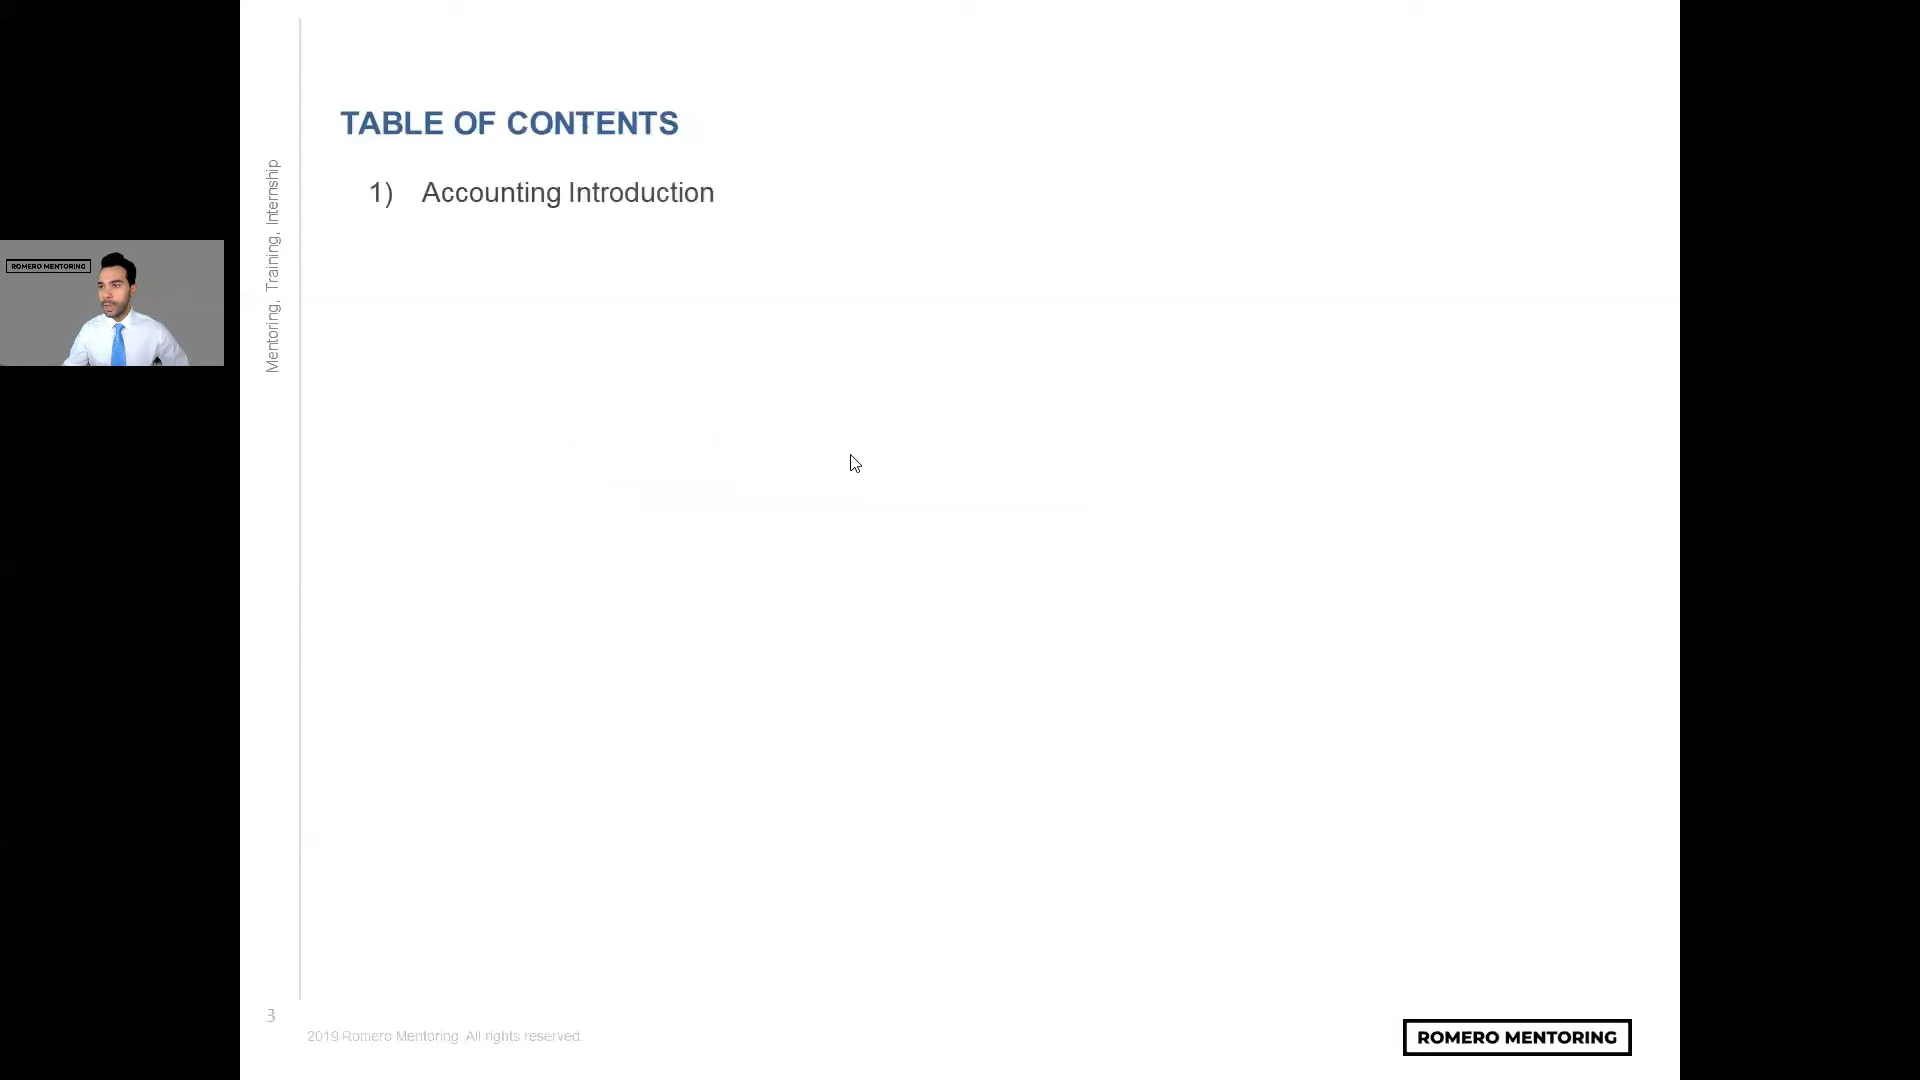 TABLE OF CONTENTS
1) Accounting Introduction
Mentoring, Training, Internship
ROMERO MENTORING
3
2019 Romero Mentoring. All rights reserved.
ROMERO MENTORING